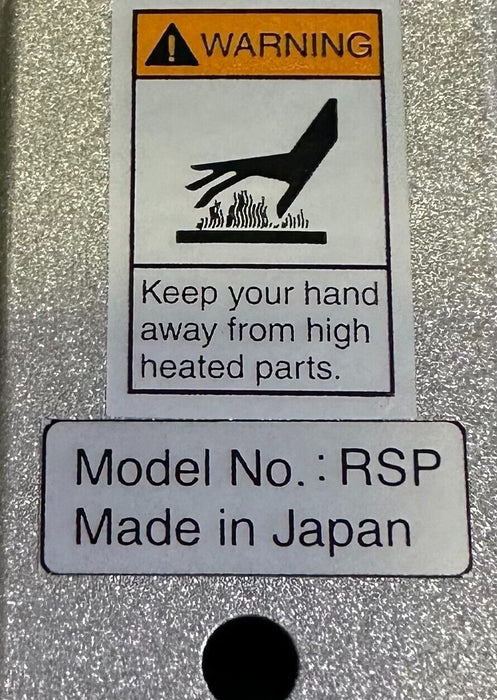 WARNING
Keep your hand
away from high
heated parts.
Model No.: RSP
Made in Japan